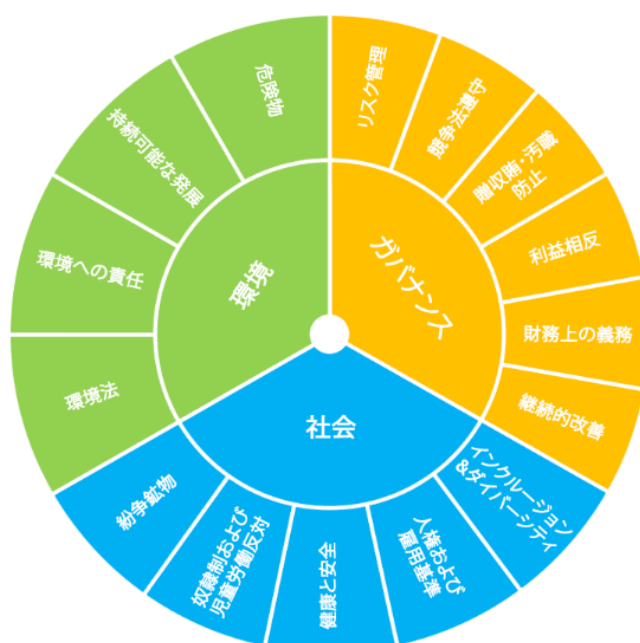 危険物
持続可能な発展
環境への責任
環境法
環境
リスク管理
競争法遵守
贈収賄・汚職
防止
利益相反
財務上の義務
継続的改善
ガバナンス
社会
インクルージョン
&ダイバーシティ
人権および
雇用基準
健康と安全
奴隷制および
児童労働反対
紛争鉱物